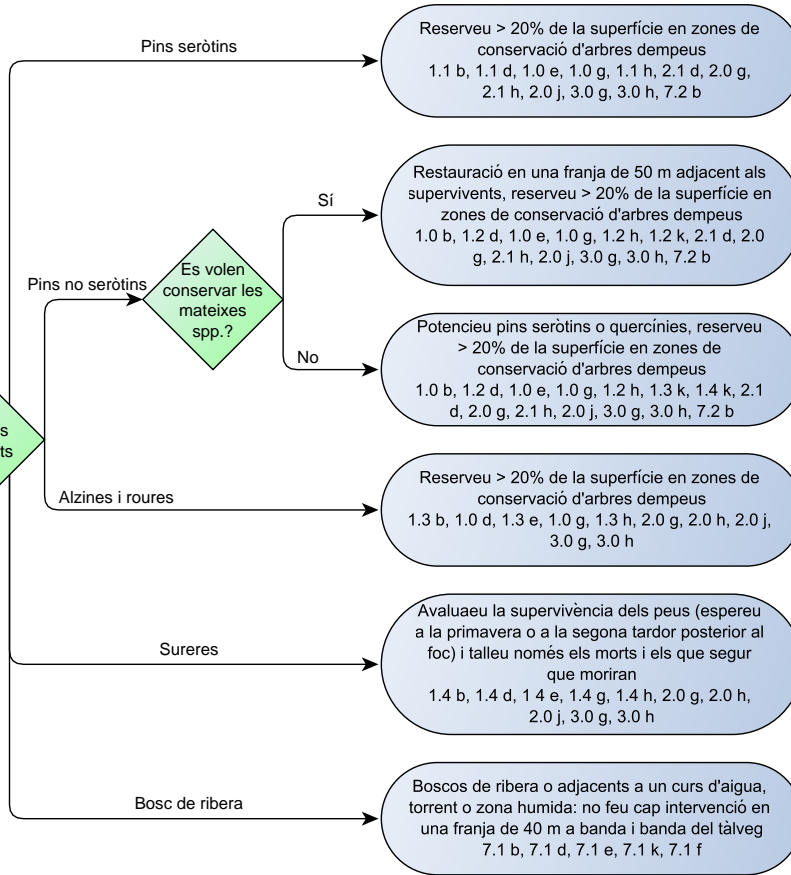 Pins seròtins
Reserveu > 20% de la superfície en zones de
conservació d'arbres dempeus
1.1 b, 1.1 d, 1.0 e, 1.0 g, 1.1 h, 2.1 d, 2.0 g,
2.1 h, 2.0 j, 3.0 g, 3.0 h, 7.2 b
Pins no seròtins
Es volen
conservar les
mateixes
spp.?
Sí
Restauració en una franja de 50 m adjacent als
supervivents, reserveu > 20% de la superfície en
zones de conservació d'arbres dempeus
1.0 b, 1.2 d, 1.0 e, 1.0 g, 1.2 h, 1.2 k, 2.1 d, 2.0
g, 2.1 h, 2.0 j, 3.0 g, 3.0 h, 7.2 b
No
Potencieu pins seròtins o quercínies, reserveu
> 20% de la superfície en zones de
conservació d'arbres dempeus
1.0 b, 1.2 d, 1.0 e, 1.0 g, 1.2 h, 1.3 k, 1.4 k, 2.1
d, 2.0 g, 2.1 h, 2.0 j, 3.0 g, 3.0 h, 7.2 b
Alzines i roures
Reserveu > 20% de la superfície en zones de
conservació d'arbres dempeus
1.3 b, 1.0 d, 1.3 e, 1.0 g, 1.3 h, 2.0 g, 2.0 h, 2.0 j,
3.0 g, 3.0 h
Sureres
Avaluaeu la supervivència dels peus (espereu
a la primavera o a la segona tardor posterior al
foc) i talleu només els morts i els que segur
que moriran
1.4 b, 1.4 d, 1 4 e, 1.4 g, 1.4 h, 2.0 g, 2.0 h,
2.0 j, 3.0 g, 3.0 h
Bosc de ribera
Boscos de ribera o adjacents a un curs d'aigua,
torrent o zona humida: no feu cap intervenció en
una franja de 40 m a banda i banda del tàlveg
7.1 b, 7.1 d, 7.1 e, 7.1 k, 7.1 f